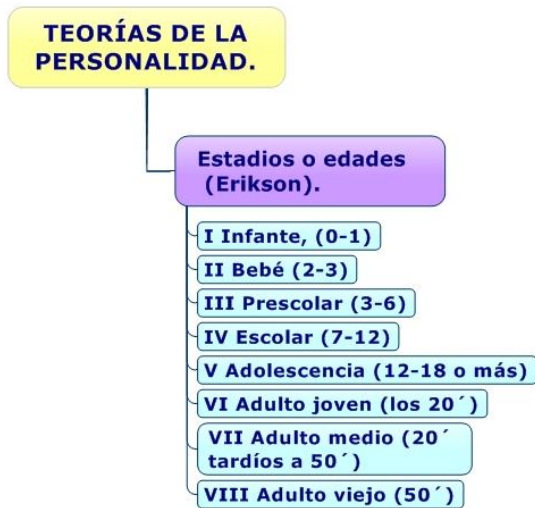 TEORÍAS DE LA
PERSONALIDAD.
Estadios o edades
(Erikson).
I Infante, (0-1)
II Bebé (2-3)
III Prescolar (3-6)
IV Escolar (7-12)
V Adolescencia (12-18 o más)
VI Adulto joven (los 20´)
VII Adulto medio (20´
tardíos a 50´)
VIII Adulto viejo (50´)